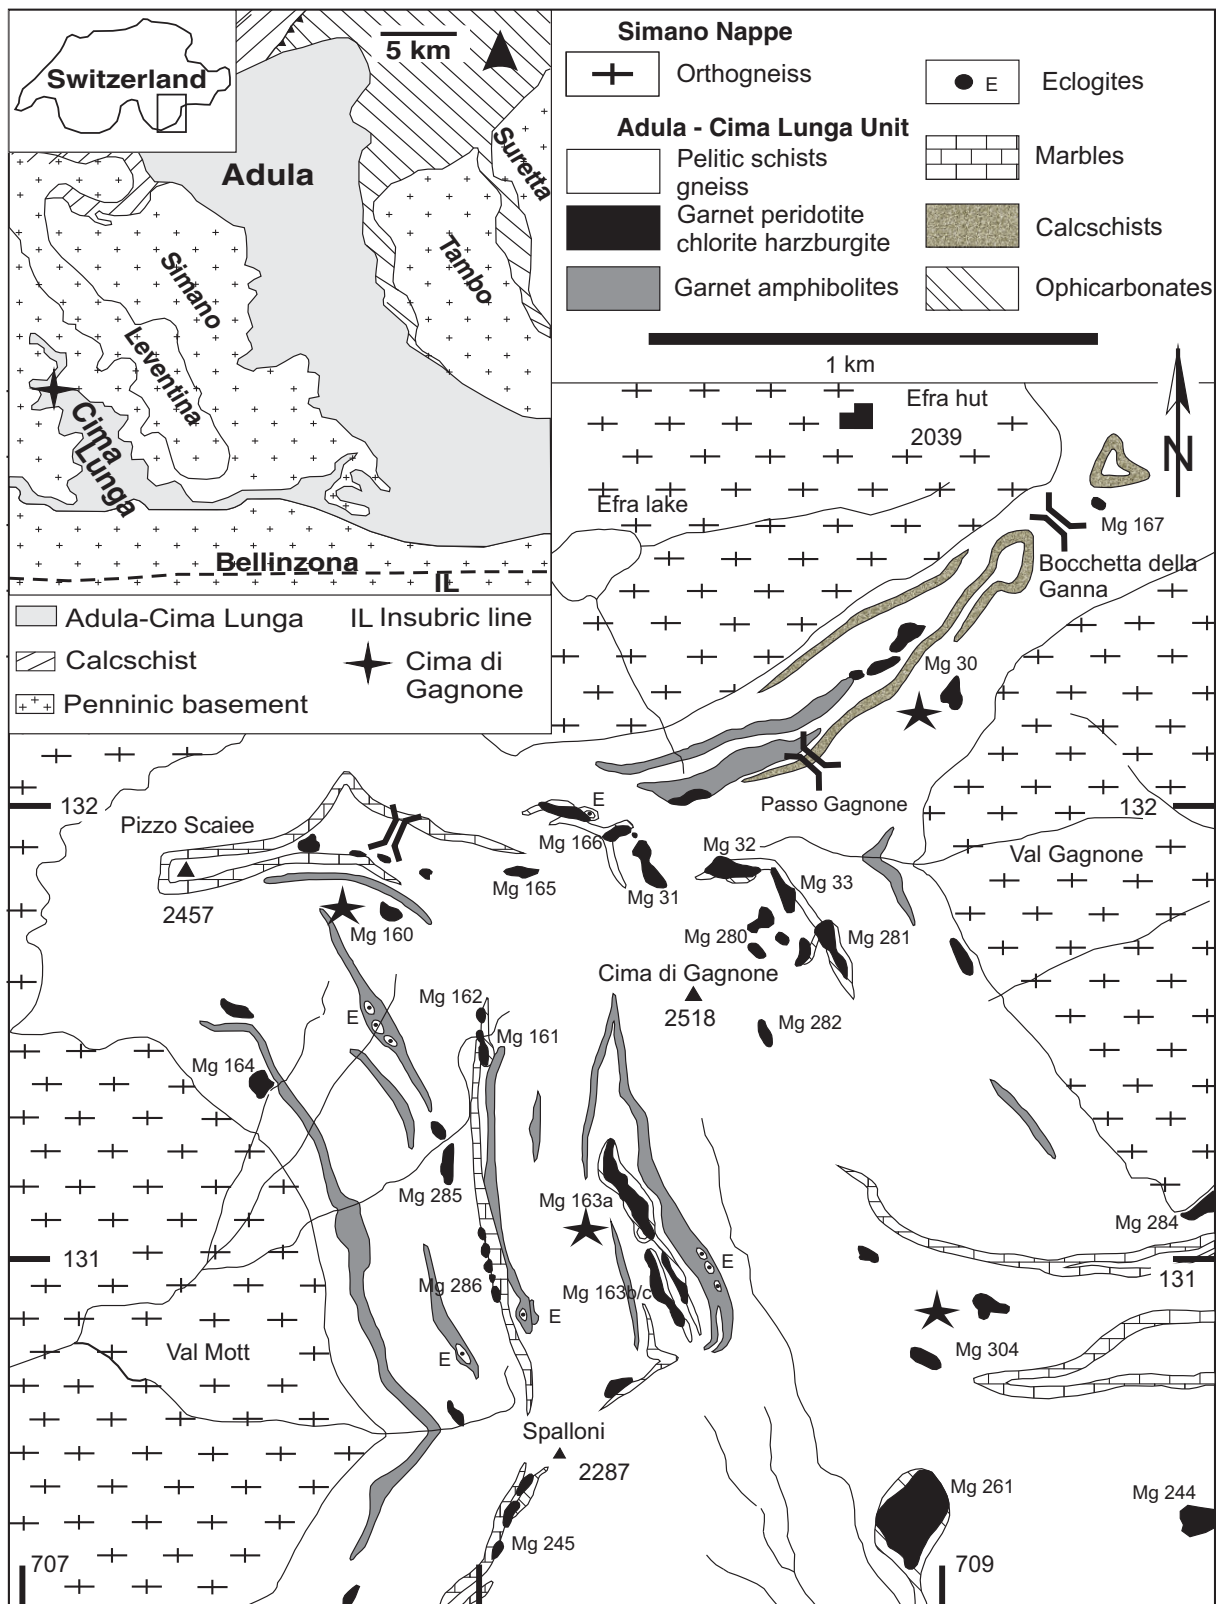 Switzerland
5 km
Adula
Suretta
Tambo
Simano
Leventina
Cima
Lunga
Bellinzona
IL
Adula-Cima Lunga
IL Insubric line
Calcschist
Cima di
Gagnone
Penninic basement
Simano Nappe
Orthogneiss
E
Eclogites
Adula - Cima Lunga Unit
Pelitic schists
gneiss
Marbles
Garnet peridotite
chlorite harzburgite
Calcschists
Garnet amphibolites
Ophicarbonates
1 km
N
Efra hut
2039
Efra lake
Mg 167
Bocchetta della
Ganna
Mg 30
132
Pizzo Scaiee
E
Passo Gagnone
132
Mg 166
Mg 32
Val Gagnone
2457
Mg 165
Mg 31
Mg 33
Mg 160
Mg 280
Mg 281
Cima di Gagnone
2518
Mg 162
E
Mg 161
Mg 282
Mg 164
Mg 285
Mg 163a
Mg 284
131
E
131
Mg 286
Mg 163b/c
E
Val Mott
E
Mg 304
Spalloni
2287
Mg 261
Mg 244
Mg 245
707
709